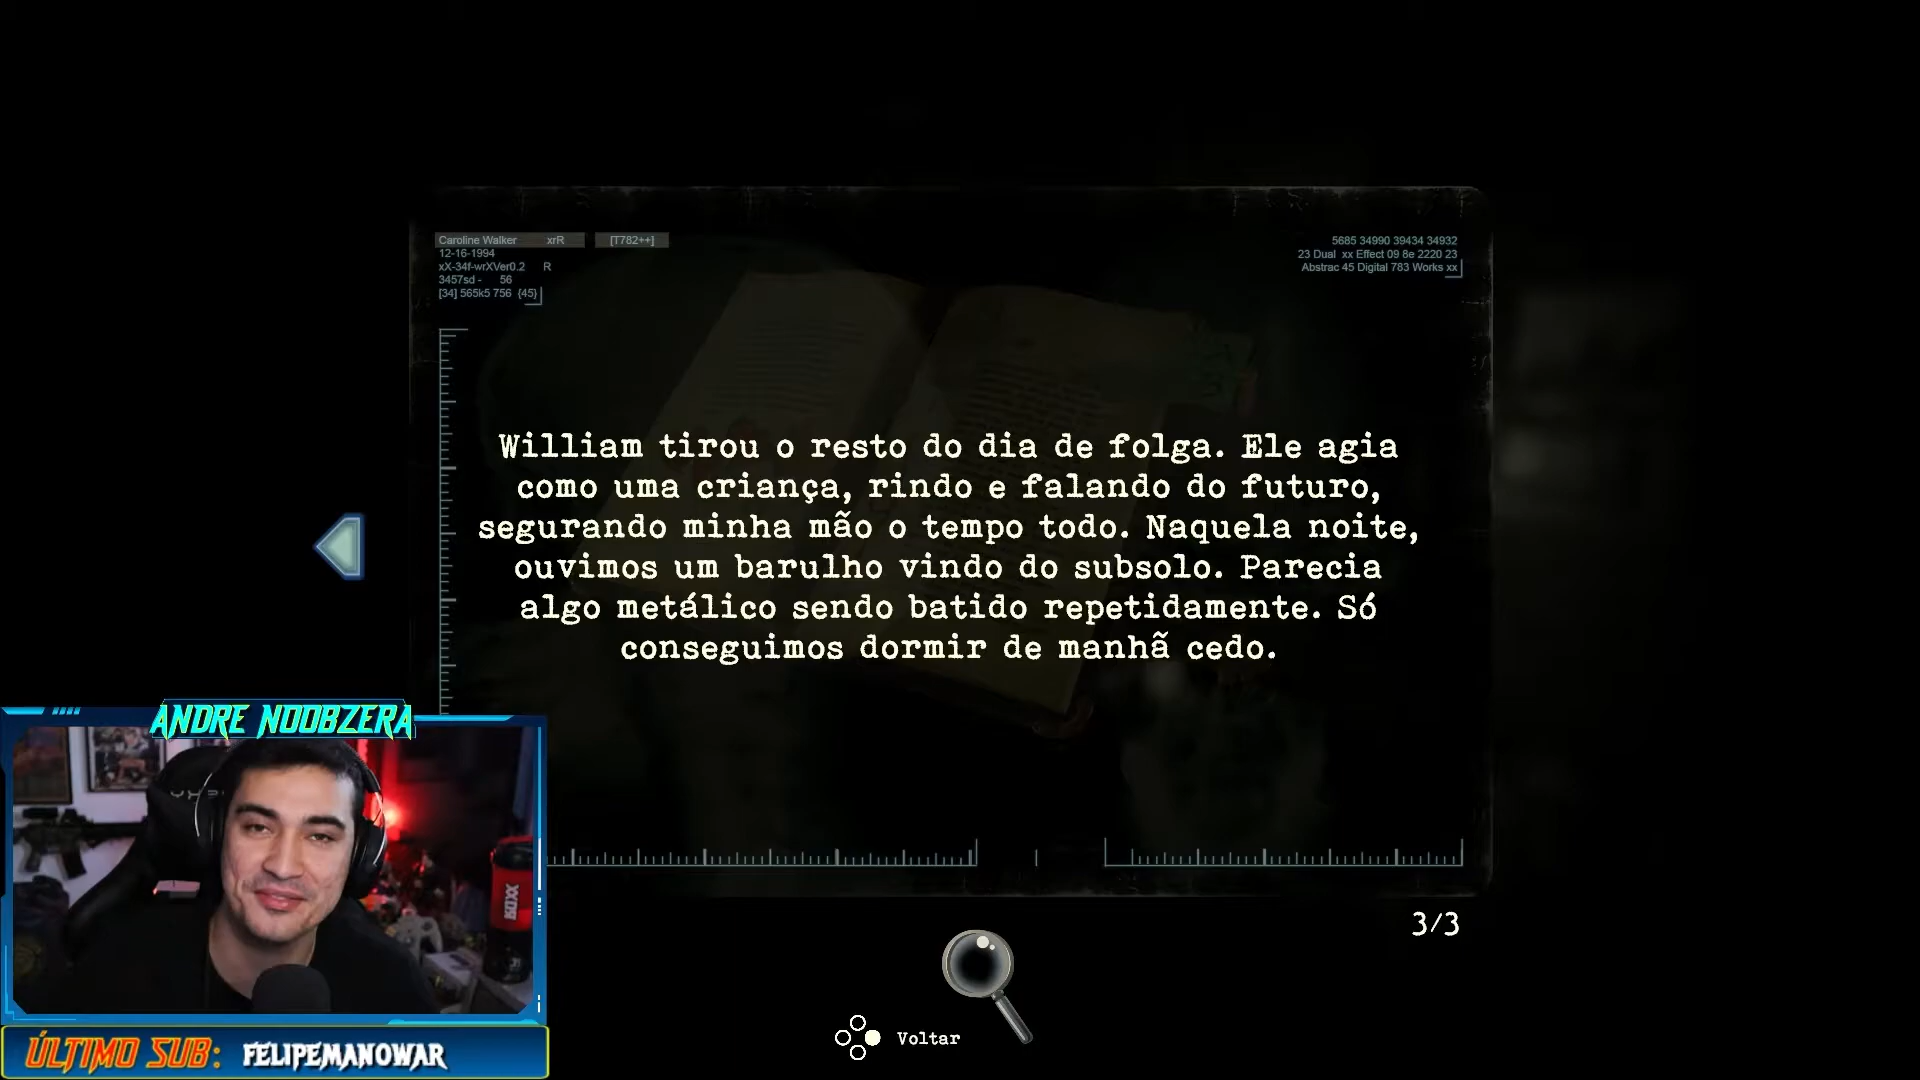 Caroline Walker xrR [T782++]
12-16-1994
xX-34f-wrXVer0.2 R
3457sd - 56
[34] 565k5 756 {45}
5685 34990 39434 34932
23 Dual xx Effect 09 8e 2220 23
Abstrac 45 Digital 783 Works xx
William tirou o resto do dia de folga. Ele agia
como uma criança, rindo e falando do futuro,
segurando minha mão o tempo todo. Naquela noite,
ouvimos um barulho vindo do subsolo. Parecia
algo metálico sendo batido repetidamente. Só
conseguimos dormir de manhã cedo.
ANDRE NOOBZERA
3/3
Voltar
ÚLTIMO SUB: FELIPEMANOWAR